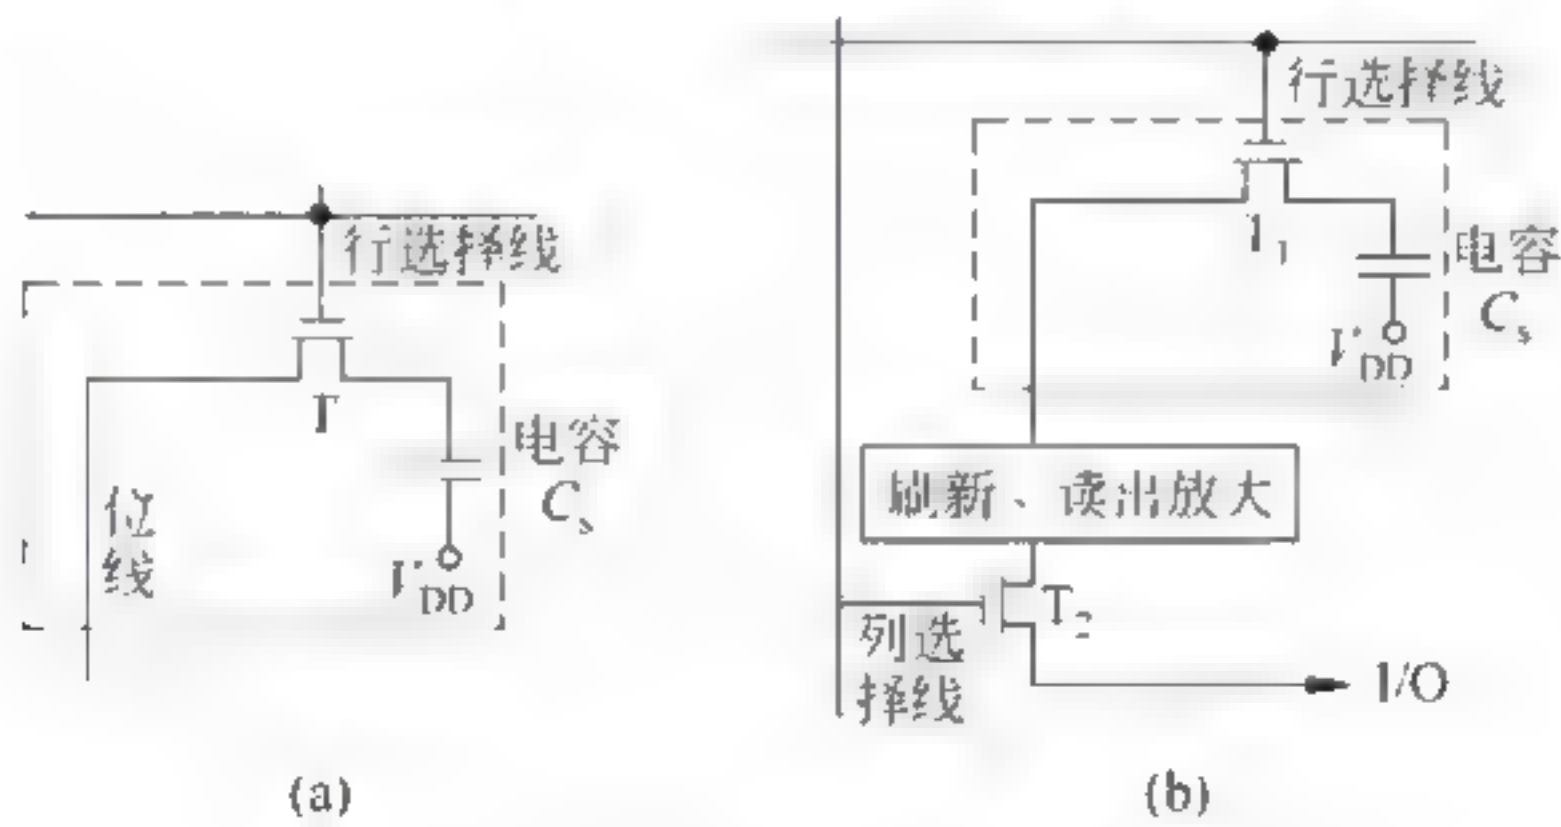 行选择线
T
电容
Cs
位
线
VDD
(a)
行选择线
T1
电容
Cs
VDD
刷新、读出放大
T2
列选
择线
I/O
(b)